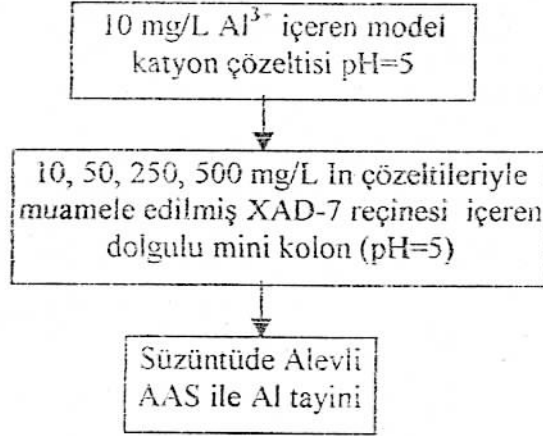 10 mg/L Al³⁺ içeren model
katyon çözeltisi pH=5
10, 50, 250, 500 mg/L In çözeltileriyle
muamele edilmiş XAD-7 reçinesi içeren
dolgulu mini kolon (pH=5)
Süzüntüde Alevli
AAS ile Al tayini